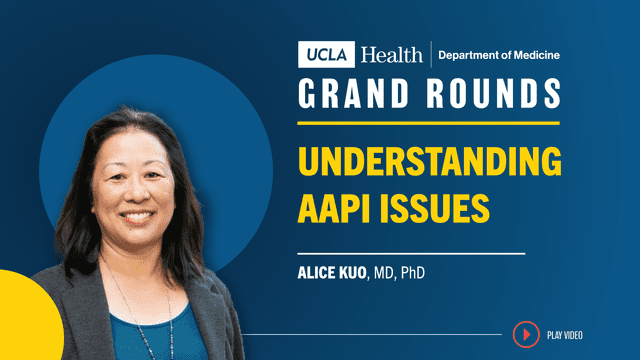 UCLA Health Department of Medicine
GRAND ROUNDS
UNDERSTANDING
AAPI ISSUES
ALICE KUO, MD, PhD
PLAY VIDEO